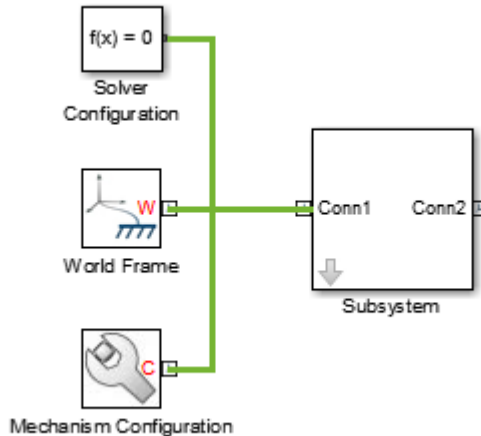 f(x) = 0
Solver
Configuration
W
World Frame
Conn1 Conn2
Subsystem
C
Mechanism Configuration